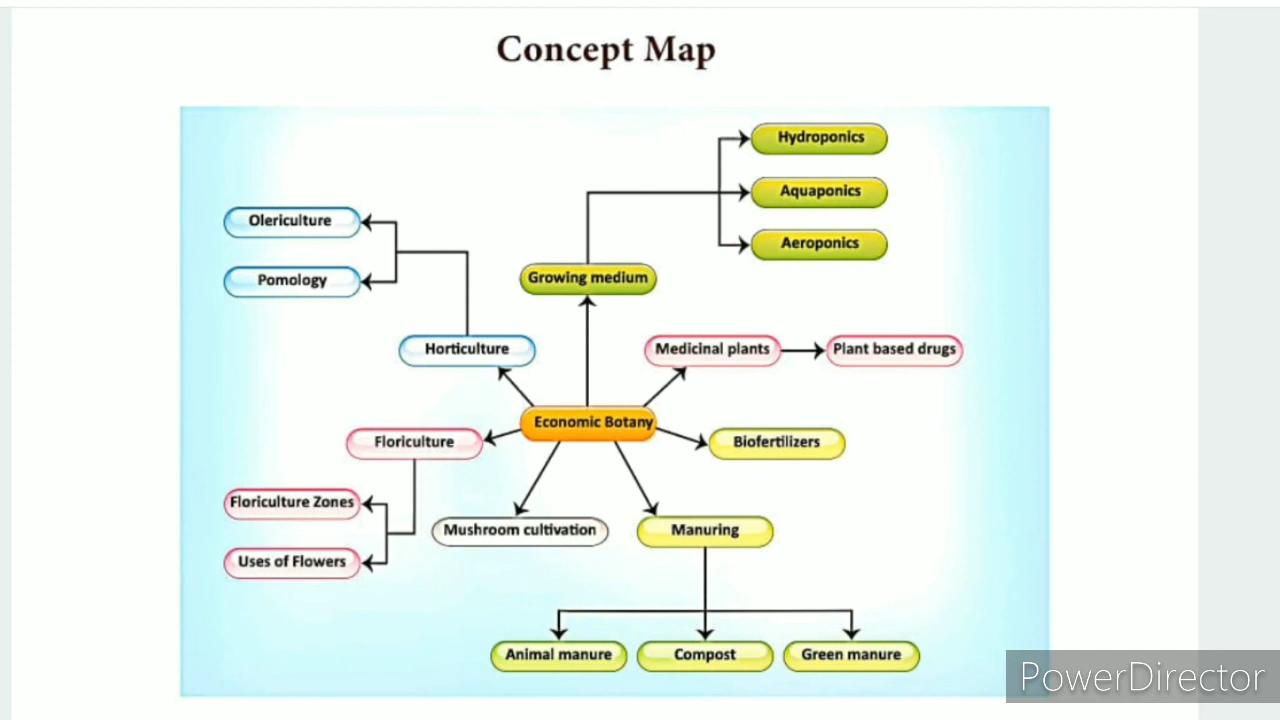 Concept Map
Hydroponics
Aquaponics
Aeroponics
Olericulture
Pomology
Growing medium
Horticulture
Medicinal plants
Plant based drugs
Economic Botany
Floriculture
Biofertilizers
Floriculture Zones
Uses of Flowers
Mushroom cultivation
Manuring
Animal manure
Compost
Green manure
PowerDirector